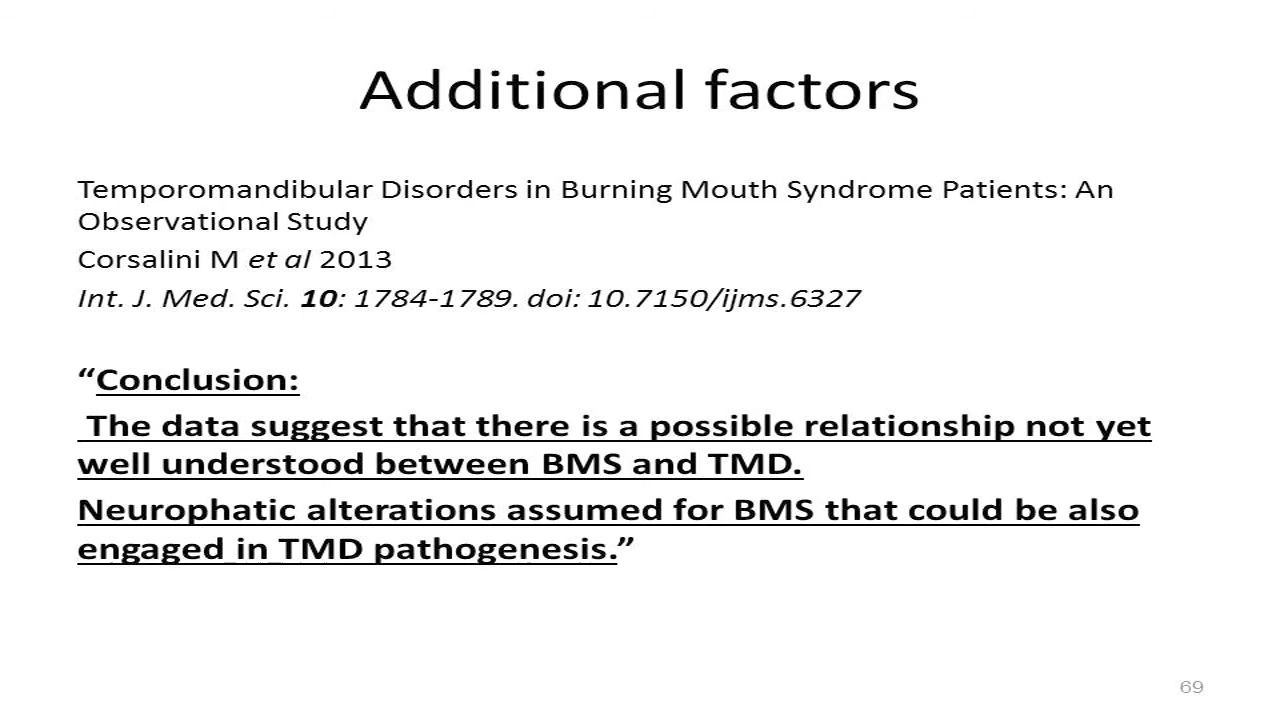 Additional factors
Temporomandibular Disorders in Burning Mouth Syndrome Patients: An
Observational Study
Corsalini M et al 2013
Int. J. Med. Sci. 10: 1784-1789. doi: 10.7150/ijms.6327
“Conclusion:
The data suggest that there is a possible relationship not yet
well understood between BMS and TMD.
Neurophatic alterations assumed for BMS that could be also
engaged in TMD pathogenesis.”
69